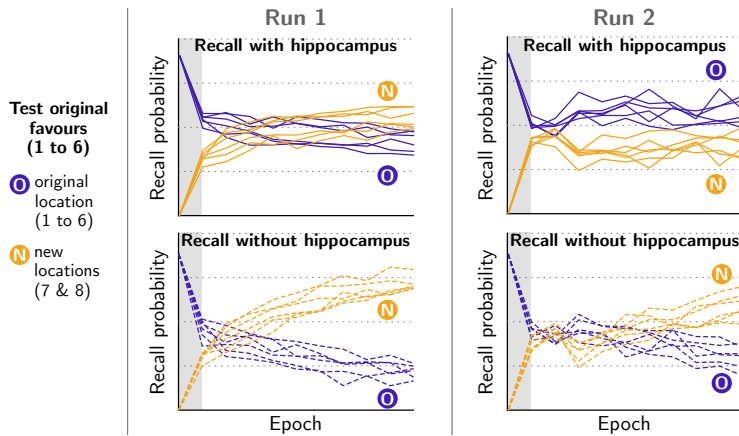 Run 1
Run 2
Test original
favours
(1 to 6)
O original
location
(1 to 6)
N new
locations
(7 & 8)
Recall with hippocampus
Recall probability
N
O
Recall with hippocampus
Recall probability
O
N
Recall without hippocampus
Recall probability
N
O
Epoch
Recall without hippocampus
Recall probability
N
O
Epoch